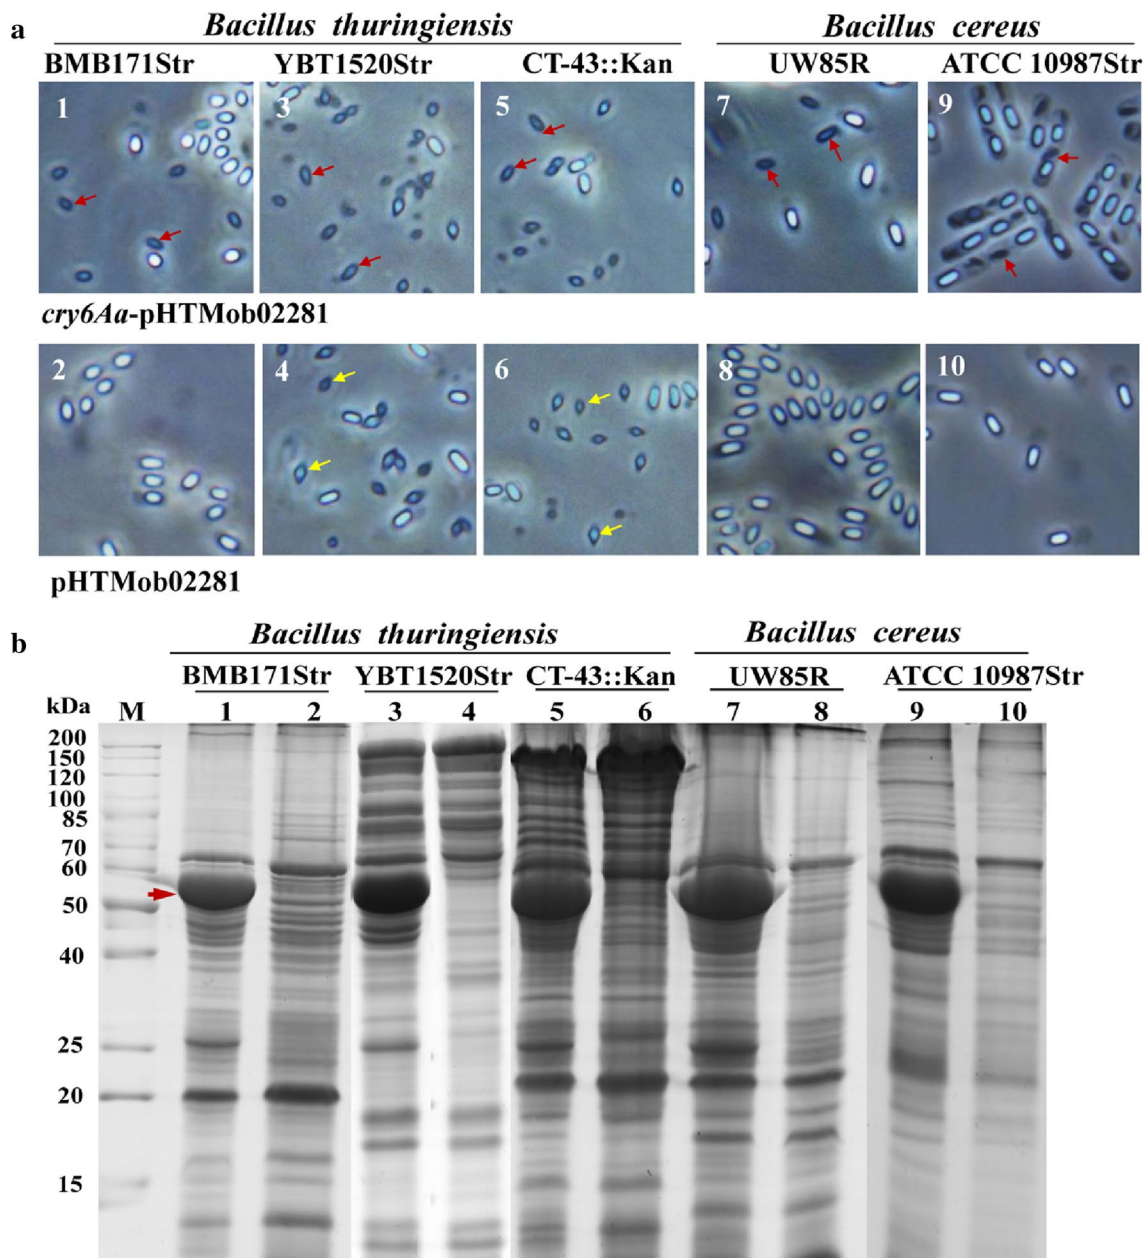 a
Bacillus thuringiensis Bacillus cereus
BMB171Str YBT1520Str CT-43::Kan UW85R ATCC 10987Str
1 3 5 7 9
cry6Aa-pHTMob02281
2 4 6 8 10
pHTMob02281
b
Bacillus thuringiensis Bacillus cereus
BMB171Str YBT1520Str CT-43::Kan UW85R ATCC 10987Str
kDa M 1 2 3 4 5 6 7 8 9 10
200
150
120
100
85
70
60
50
40
25
20
15